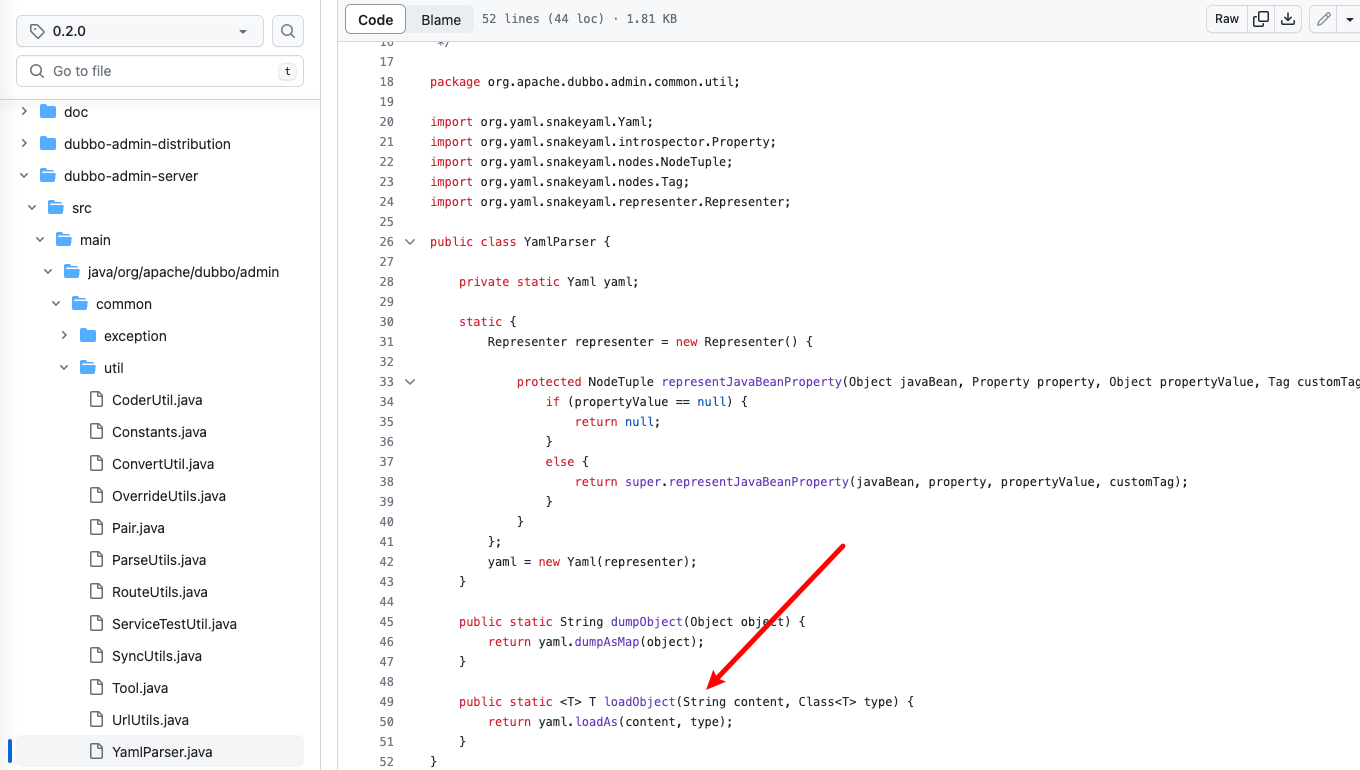 0.2.0
Go to file
t
doc
dubbo-admin-distribution
dubbo-admin-server
src
main
java/org/apache/dubbo/admin
common
exception
util
CoderUtil.java
Constants.java
ConvertUtil.java
OverrideUtils.java
Pair.java
ParseUtils.java
RouteUtils.java
ServiceTestUtil.java
SyncUtils.java
Tool.java
UrlUtils.java
YamlParser.java
Code Blame 52 lines (44 loc) · 1.81 KB Raw
16 */
17
18 package org.apache.dubbo.admin.common.util;
19
20 import org.yaml.snakeyaml.Yaml;
21 import org.yaml.snakeyaml.introspector.Property;
22 import org.yaml.snakeyaml.nodes.NodeTuple;
23 import org.yaml.snakeyaml.nodes.Tag;
24 import org.yaml.snakeyaml.representer.Representer;
25
26 public class YamlParser {
27
28 private static Yaml yaml;
29
30 static {
31 Representer representer = new Representer() {
32
33 protected NodeTuple representJavaBeanProperty(Object javaBean, Property property, Object propertyValue, Tag customTag
34 if (propertyValue == null) {
35 return null;
36 }
37 else {
38 return super.representJavaBeanProperty(javaBean, property, propertyValue, customTag);
39 }
40 }
41 };
42 yaml = new Yaml(representer);
43 }
44
45 public static String dumpObject(Object object) {
46 return yaml.dumpAsMap(object);
47 }
48
49 public static <T> T loadObject(String content, Class<T> type) {
50 return yaml.loadAs(content, type);
51 }
52 }